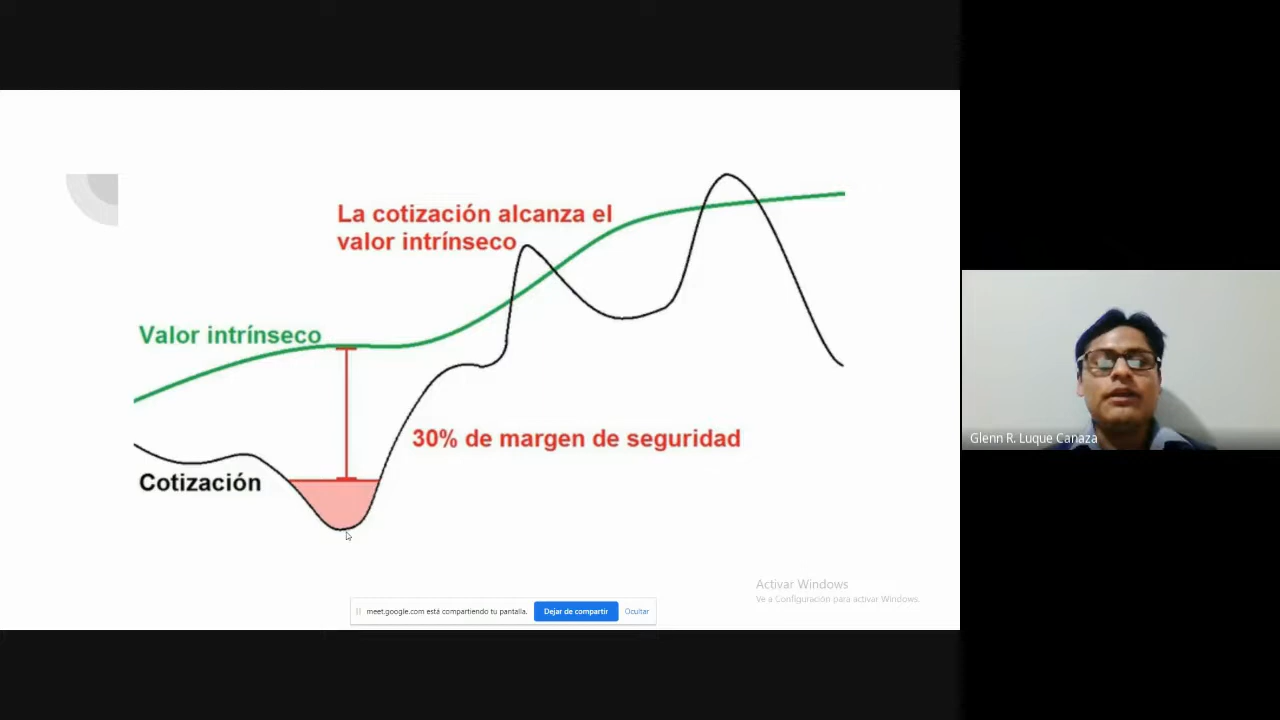 La cotización alcanza el
valor intrínseco
Valor intrínseco
30% de margen de seguridad
Cotización
Glenn R. Luque Canaza
Activar Windows
Ve a Configuración para activar Windows.
meet.google.com está compartiendo tu pantalla.
Dejar de compartir
Ocultar